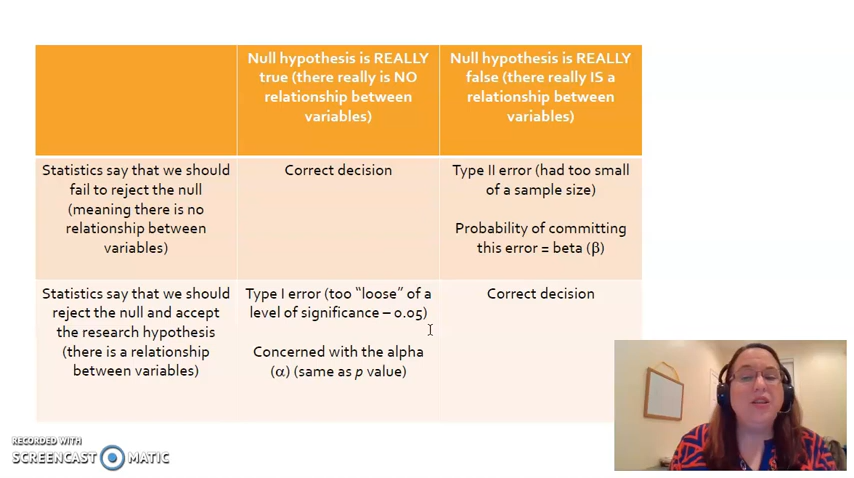 Null hypothesis is REALLY
true (there really is NO
relationship between
variables)
Null hypothesis is REALLY
false (there really IS a
relationship between
variables)
Statistics say that we should
fail to reject the null
(meaning there is no
relationship between
variables)
Correct decision
Type II error (had too small
of a sample size)
Probability of committing
this error = beta (β)
Statistics say that we should
reject the null and accept
the research hypothesis
(there is a relationship
between variables)
Type I error (too “loose” of a
level of significance – 0.05)
Concerned with the alpha
(α) (same as p value)
Correct decision
RECORDED WITH
SCREENCAST MATIC